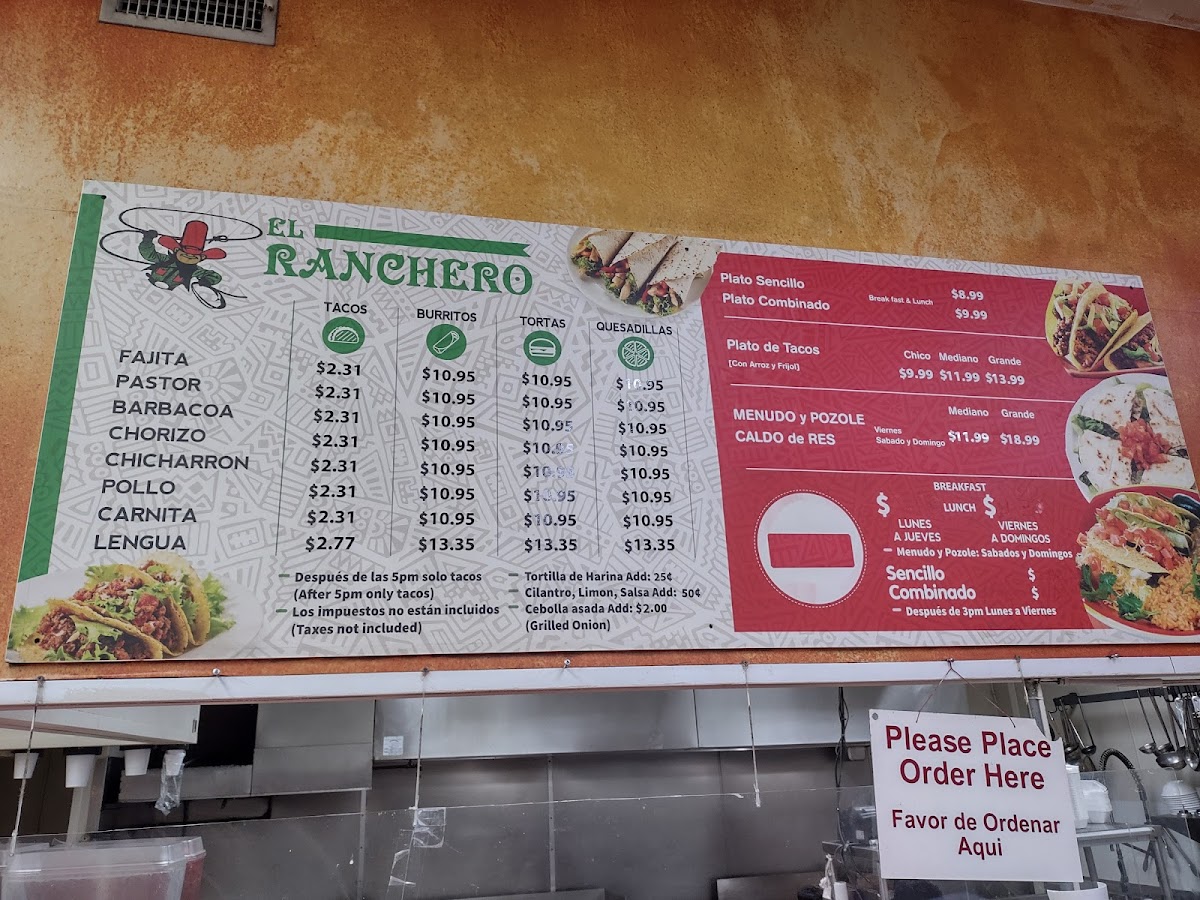 EL
RANCHERO
TACOS BURRITOS TORTAS QUESADILLAS
FAJITA $2.31 $10.95 $10.95 $10.95
PASTOR $2.31 $10.95 $10.95 $10.95
BARBACOA $2.31 $10.95 $10.95 $10.95
CHORIZO $2.31 $10.95 $10.95 $10.95
CHICHARRON $2.31 $10.95 $10.95 $10.95
POLLO $2.31 $10.95 $10.95 $10.95
CARNITA $2.31 $10.95 $10.95 $10.95
LENGUA $2.77 $13.35 $13.35 $13.35
Después de las 5pm solo tacos
(After 5pm only tacos)
Los impuestos no están incluidos
(Taxes not included)
Tortilla de Harina Add: 25¢
Cilantro, Limon, Salsa Add: 50¢
Cebolla asada Add: $2.00
(Grilled Onion)
Plato Sencillo $8.99
Plato Combinado Break fast & Lunch $9.99
Plato de Tacos Chico Mediano Grande
[Con Arroz y Frijol] $9.99 $11.99 $13.99
Mediano Grande
MENUDO y POZOLE Viernes
CALDO de RES Sabado y Domingo $11.99 $18.99
BREAKFAST
$ LUNCH $
LUNES VIERNES
A JUEVES A DOMINGOS
Menudo y Pozole: Sabados y Domingos
Sencillo $
Combinado $
Después de 3pm Lunes a Viernes
Please Place
Order Here
Favor de Ordenar
Aqui